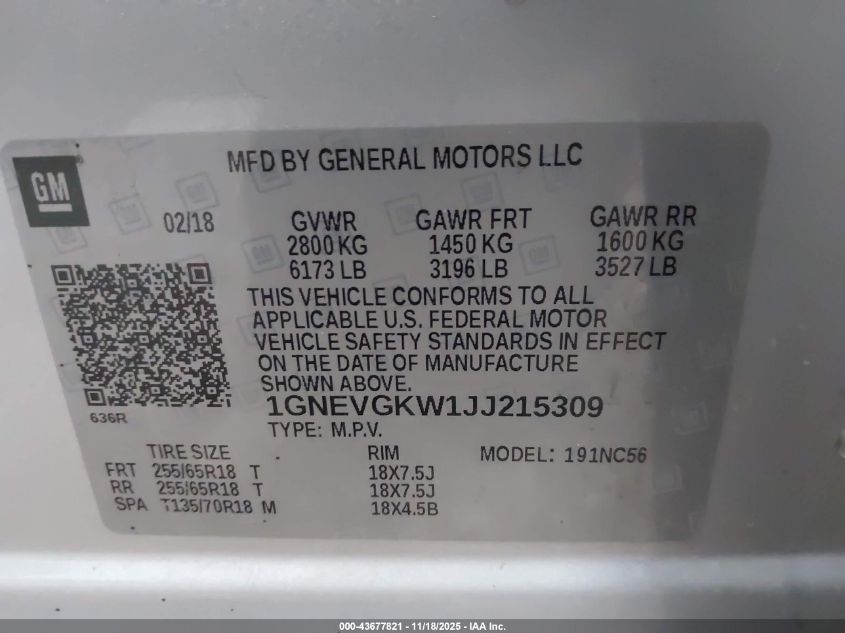 MFD BY GENERAL MOTORS LLC
GM
02/18 GVWR GAWR FRT GAWR RR
2800 KG 1450 KG 1600 KG
6173 LB 3196 LB 3527 LB
THIS VEHICLE CONFORMS TO ALL
APPLICABLE U.S. FEDERAL MOTOR
VEHICLE SAFETY STANDARDS IN EFFECT
ON THE DATE OF MANUFACTURE
SHOWN ABOVE.
1GNEVGKW1JJ215309
636R
TYPE: M.P.V.
TIRE SIZE RIM MODEL: 191NC56
FRT 255/65R18 T 18X7.5J
RR 255/65R18 T 18X7.5J
SPA T135/70R18 M 18X4.5B
000-43677821 - 11/18/2025 - IAA Inc.